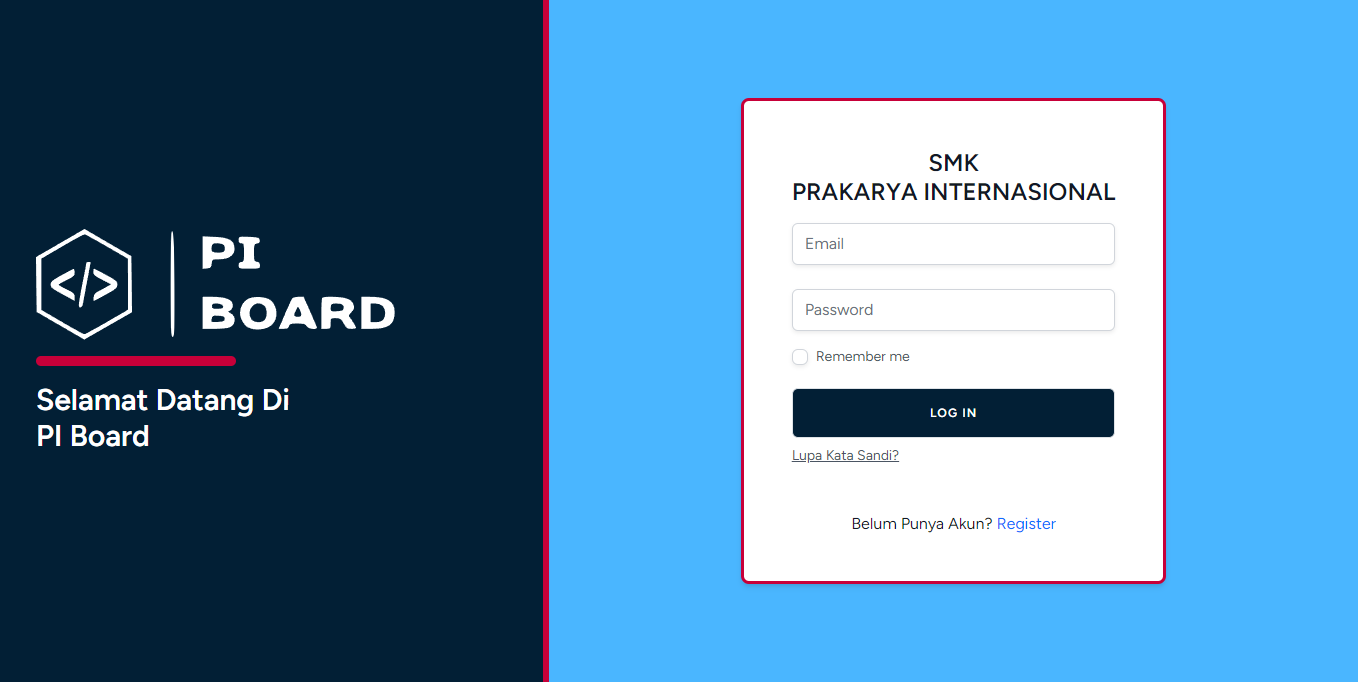 </>
PI
BOARD
Selamat Datang Di
PI Board
SMK
PRAKARYA INTERNASIONAL
Email
Password
Remember me
LOG IN
Lupa Kata Sandi?
Belum Punya Akun? Register